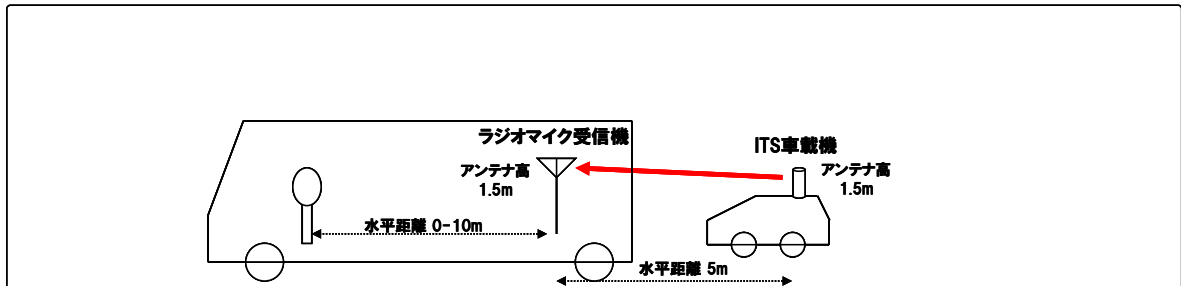 ラジオマイク受信機
アンテナ高
1.5m
ITS車載機
アンテナ高
1.5m
水平距離 0-10m
水平距離 5m